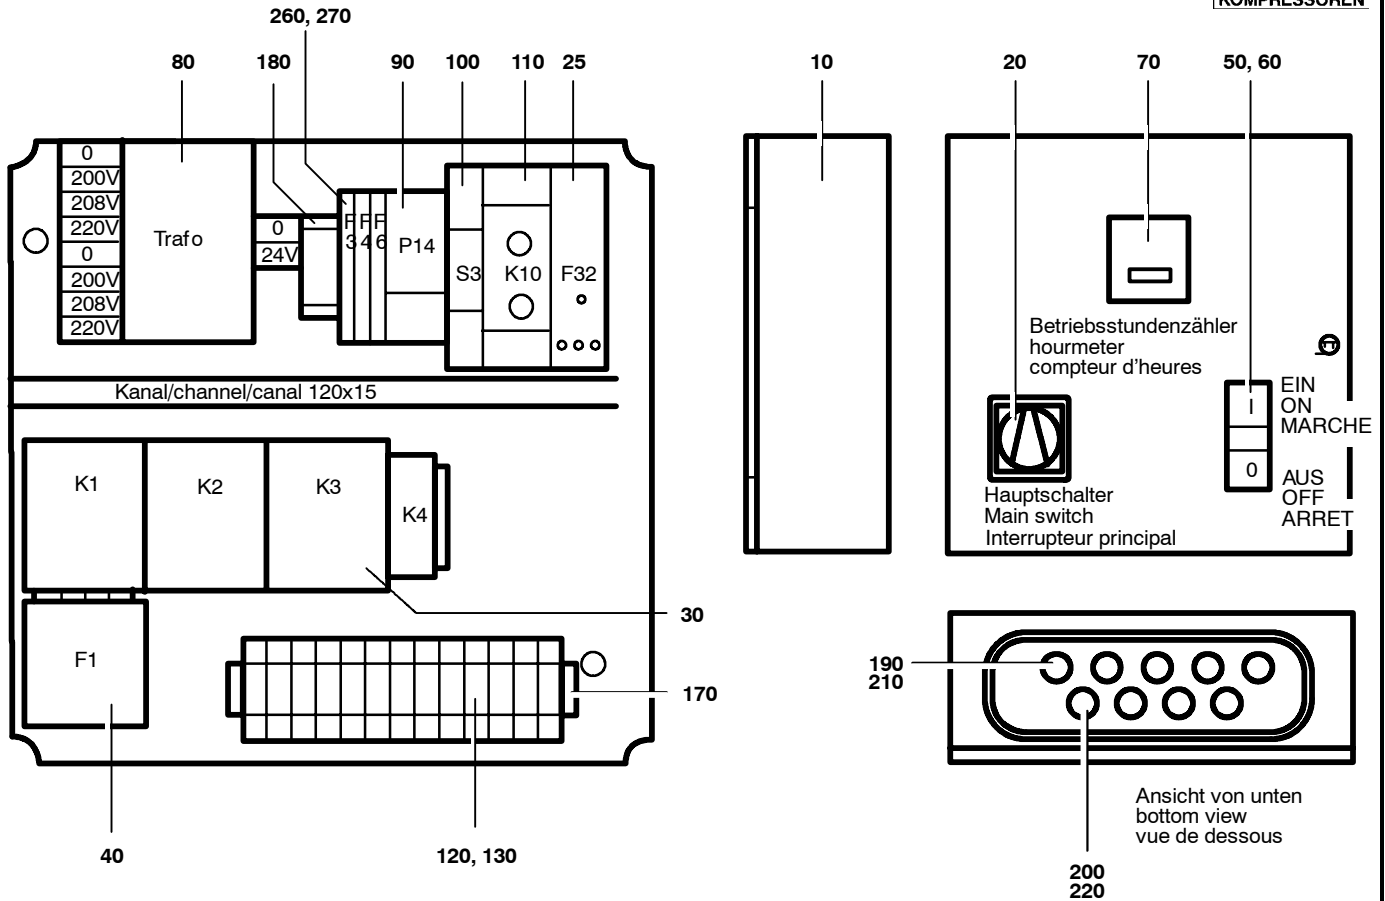 KOMPRESSOREN
260, 270
80
180
90
100
110
25
10
20
70
50, 60
0
200V
208V
220V
0
200V
208V
220V
Trafo
0
24V
F3
F4
F6
P14
S3
K10
F32
Kanal/channel/canal 120x15
Betriebsstundenzähler
hourmeter
compteur d'heures
I
0
EIN
ON
MARCHE
AUS
OFF
ARRET
Hauptschalter
Main switch
Interrupteur principal
K1
K2
K3
K4
F1
30
170
40
120, 130
190
210
200
220
Ansicht von unten
bottom view
vue de dessous